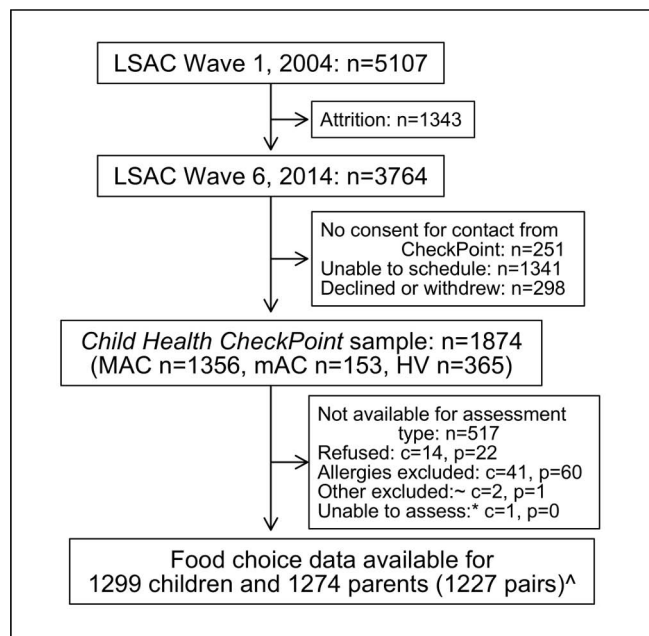 LSAC Wave 1, 2004: n=5107
Attrition: n=1343
LSAC Wave 6, 2014: n=3764
No consent for contact from
CheckPoint: n=251
Unable to schedule: n=1341
Declined or withdrew: n=298
Child Health CheckPoint sample: n=1874
(MAC n=1356, mAC n=153, HV n=365)
Not available for assessment
type: n=517
Refused: c=14, p=22
Allergies excluded: c=41, p=60
Other excluded:~ c=2, p=1
Unable to assess:* c=1, p=0
Food choice data available for
1299 children and 1274 parents (1227 pairs)^